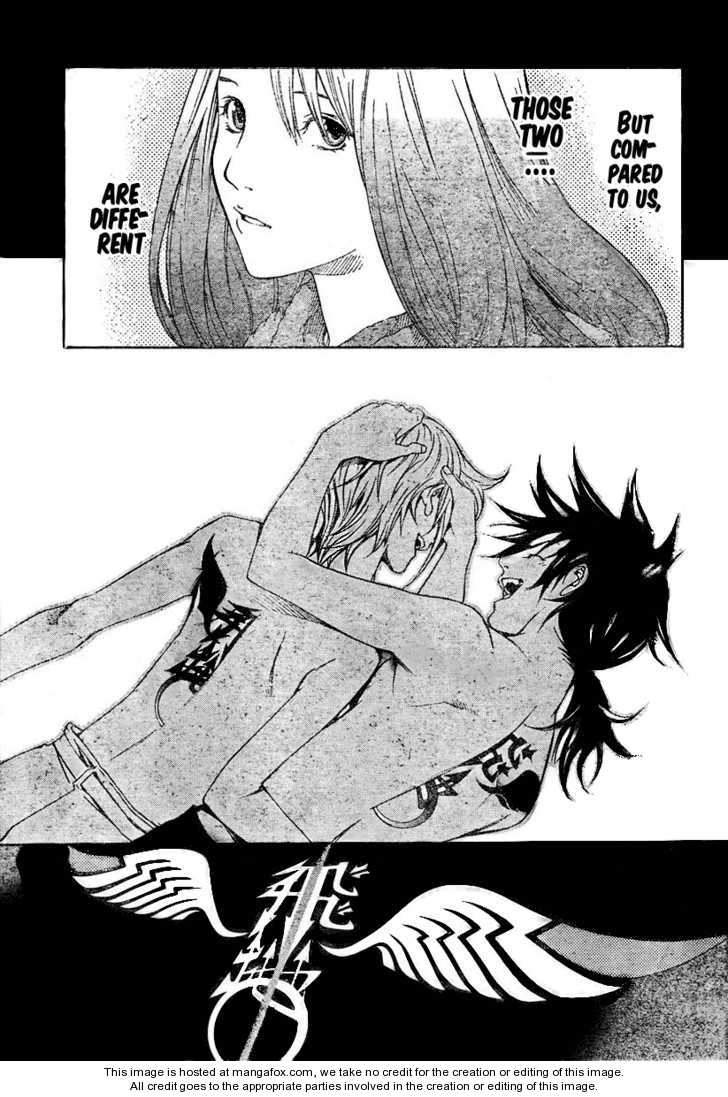 BUT
COM-
PARED
TO US,
THOSE
TWO
....
ARE
DIFFE-
RENT
飛
This image is hosted at mangafox.com, we take no credit for the creation or editing of this image.
All credit goes to the appropriate parties involved in the creation or editing of this image.